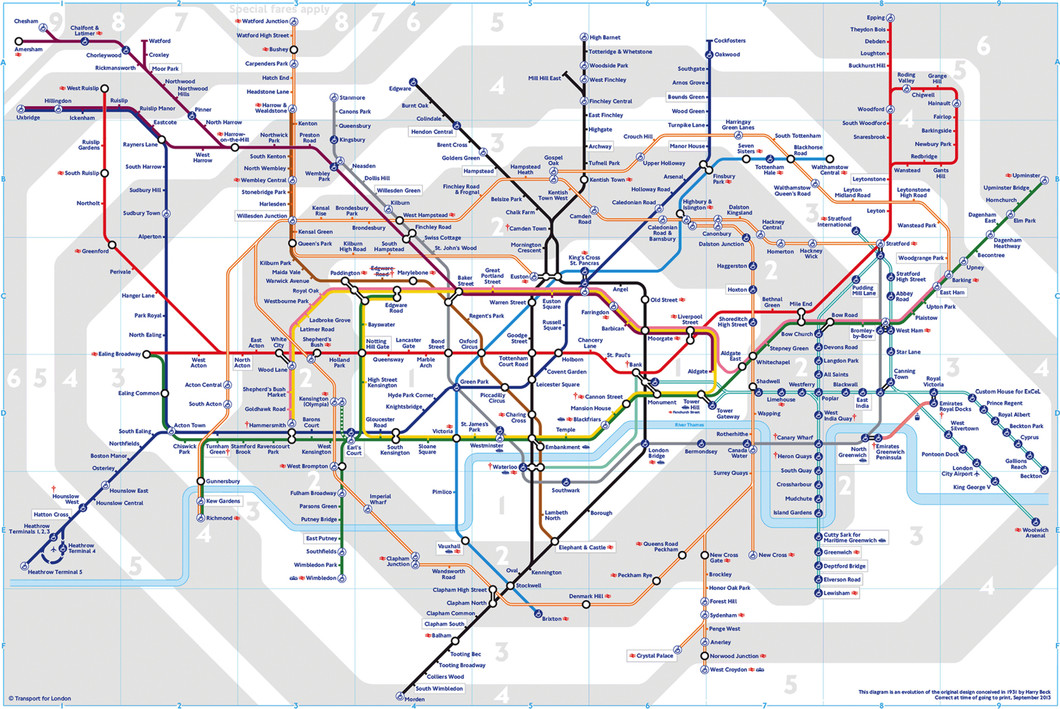 Special fares apply
1
2
3
4
5
6
7
8
9
A
B
C
D
E
F
Chesham
Chalfont &
Latimer
Amersham
Chorleywood
Rickmansworth
Watford
Croxley
Moor Park
Northwood
Northwood
Hills
Pinner
North Harrow
Harrow-
on-the-Hill
West
Harrow
Northwick
Park
Preston
Road
Wembley
Park
West Ruislip
Hillingdon
Uxbridge
Ickenham
Ruislip
Ruislip Manor
Eastcote
Rayners Lane
Ruislip
Gardens
South Ruislip
Northolt
Greenford
Perivale
Hanger Lane
South Harrow
Sudbury Hill
Sudbury Town
Alperton
Park Royal
North Ealing
Ealing Broadway
West
Acton
North
Acton
East
Acton
White
City
Ealing Common
South Ealing
Northfields
Boston Manor
Osterley
Hounslow East
Hounslow Central
Hounslow
West
Hatton Cross
Heathrow
Terminals 1, 2, 3
Heathrow
Terminal 4
Heathrow Terminal 5
Acton Town
Acton Central
South Acton
Chiswick
Park
Turnham
Green
Stamford
Brook
Ravenscourt
Park
Gunnersbury
Kew Gardens
Richmond
Watford Junction
Watford High Street
Bushey
Carpenders Park
Hatch End
Headstone Lane
Harrow &
Wealdstone
Kenton
South Kenton
North Wembley
Wembley Central
Stonebridge Park
Harlesden
Willesden Junction
Kensal
Rise
Kensal Green
Queen's Park
Kilburn Park
Maida Vale
Warwick Avenue
Royal Oak
Westbourne Park
Ladbroke Grove
Latimer Road
Shepherd's
Bush
Wood Lane
Shepherd's Bush
Market
Goldhawk Road
Hammersmith
Barons
Court
West
Kensington
Kensington
(Olympia)
Holland
Park
Notting
Hill Gate
Queensway
Lancaster
Gate
Marble
Arch
Bond
Street
Oxford
Circus
Tottenham
Court Road
Holborn
Chancery
Lane
St. Paul's
Bank
Stanmore
Canons Park
Queensbury
Kingsbury
Neasden
Dollis Hill
Willesden Green
Kilburn
West Hampstead
Finchley Road
Swiss Cottage
St. John's Wood
Brondesbury
Park
Brondesbury
Kilburn
High Road
South
Hampstead
Finchley Road
& Frognal
Edgware
Burnt Oak
Colindale
Hendon Central
Brent Cross
Golders Green
Hampstead
Belsize Park
Chalk Farm
Camden Town
Mornington
Crescent
Euston
High Barnet
Totteridge & Whetstone
Woodside Park
West Finchley
Mill Hill East
Finchley Central
East Finchley
Highgate
Archway
Tufnell Park
Kentish Town
Kentish
Town West
Gospel
Oak
Hampstead
Heath
Upper Holloway
Crouch Hill
Harringay
Green Lanes
South Tottenham
Blackhorse
Road
Walthamstow
Central
Walthamstow
Queen's Road
Tottenham
Hale
Seven
Sisters
Finsbury
Park
Cockfosters
Oakwood
Southgate
Arnos Grove
Bounds Green
Wood Green
Turnpike Lane
Manor House
Arsenal
Holloway Road
Caledonian Road
Camden
Road
Caledonian
Road &
Barnsbury
Highbury &
Islington
Canonbury
Dalston
Kingsland
Dalston Junction
Haggerston
Hoxton
Shoreditch
High Street
Hackney
Central
Homerton
Hackney
Wick
Leyton
Midland Road
Leytonstone
High Road
Wanstead Park
Woodgrange Park
Epping
Theydon Bois
Debden
Loughton
Buckhurst Hill
Roding
Valley
Chigwell
Grange
Hill
Hainault
Fairlop
Barkingside
Newbury Park
Redbridge
Gants
Hill
Wanstead
Woodford
South Woodford
Snaresbrook
Leytonstone
Leyton
Stratford
International
Stratford
Stratford
High Street
Abbey
Road
West Ham
Star Lane
Canning
Town
Pudding
Mill Lane
Bow Church
Bow Road
Bromley-
by-Bow
Mile End
Bethnal
Green
Stepney Green
Whitechapel
Aldgate
East
Aldgate
Liverpool
Street
Moorgate
Old Street
Barbican
Farringdon
King's Cross
St. Pancras
Euston
Square
Great
Portland
Street
Baker
Street
Marylebone
Edgware
Road
Paddington
Edgware
Road
Bayswater
Regent's Park
Warren Street
Goodge
Street
Russell
Square
Covent Garden
Leicester Square
Piccadilly
Circus
Green Park
Hyde Park Corner
Knightsbridge
High Street
Kensington
Gloucester
Road
South
Kensington
Sloane
Square
Victoria
St. James's
Park
Westminster
Charing
Cross
Embankment
Temple
Blackfriars
Mansion House
Cannon Street
Monument
Tower
Hill
Fenchurch Street
Tower
Gateway
Earl's
Court
West Brompton
Fulham Broadway
Parsons Green
Putney Bridge
East Putney
Southfields
Wimbledon Park
Wimbledon
Imperial
Wharf
Clapham
Junction
Wandsworth
Road
Clapham High Street
Clapham North
Clapham Common
Clapham South
Balham
Tooting Bec
Tooting Broadway
Colliers Wood
South Wimbledon
Morden
Pimlico
Vauxhall
Stockwell
Brixton
Oval
Kennington
Waterloo
Southwark
Lambeth
North
Elephant & Castle
Borough
London
Bridge
Bermondsey
Canada
Water
Rotherhithe
Wapping
Shadwell
Limehouse
Westferry
Poplar
Blackwall
East
India
Devons Road
Langdon Park
All Saints
West
India Quay
Canary Wharf
Heron Quays
South Quay
Crossharbour
Mudchute
Island Gardens
Cutty Sark for
Maritime Greenwich
Greenwich
Deptford Bridge
Elverson Road
Lewisham
North
Greenwich
Emirates
Greenwich
Peninsula
Emirates
Royal Docks
Royal
Victoria
Custom House for ExCeL
Prince Regent
Royal Albert
Beckton Park
Cyprus
Gallions
Reach
Beckton
West
Silvertown
Pontoon Dock
London
City Airport
King George V
Woolwich
Arsenal
Upminster
Upminster Bridge
Hornchurch
Elm Park
Dagenham
East
Dagenham
Heathway
Becontree
Upney
Barking
East Ham
Upton Park
Plaistow
Surrey Quays
Queens Road
Peckham
Peckham Rye
Denmark Hill
New Cross
New Cross
Gate
Brockley
Honor Oak Park
Forest Hill
Sydenham
Penge West
Anerley
Crystal Palace
Norwood Junction
West Croydon
River Thames
© Transport for London
This diagram is an evolution of the original design conceived in 1931 by Harry Beck
Correct at time of going to print, September 2013